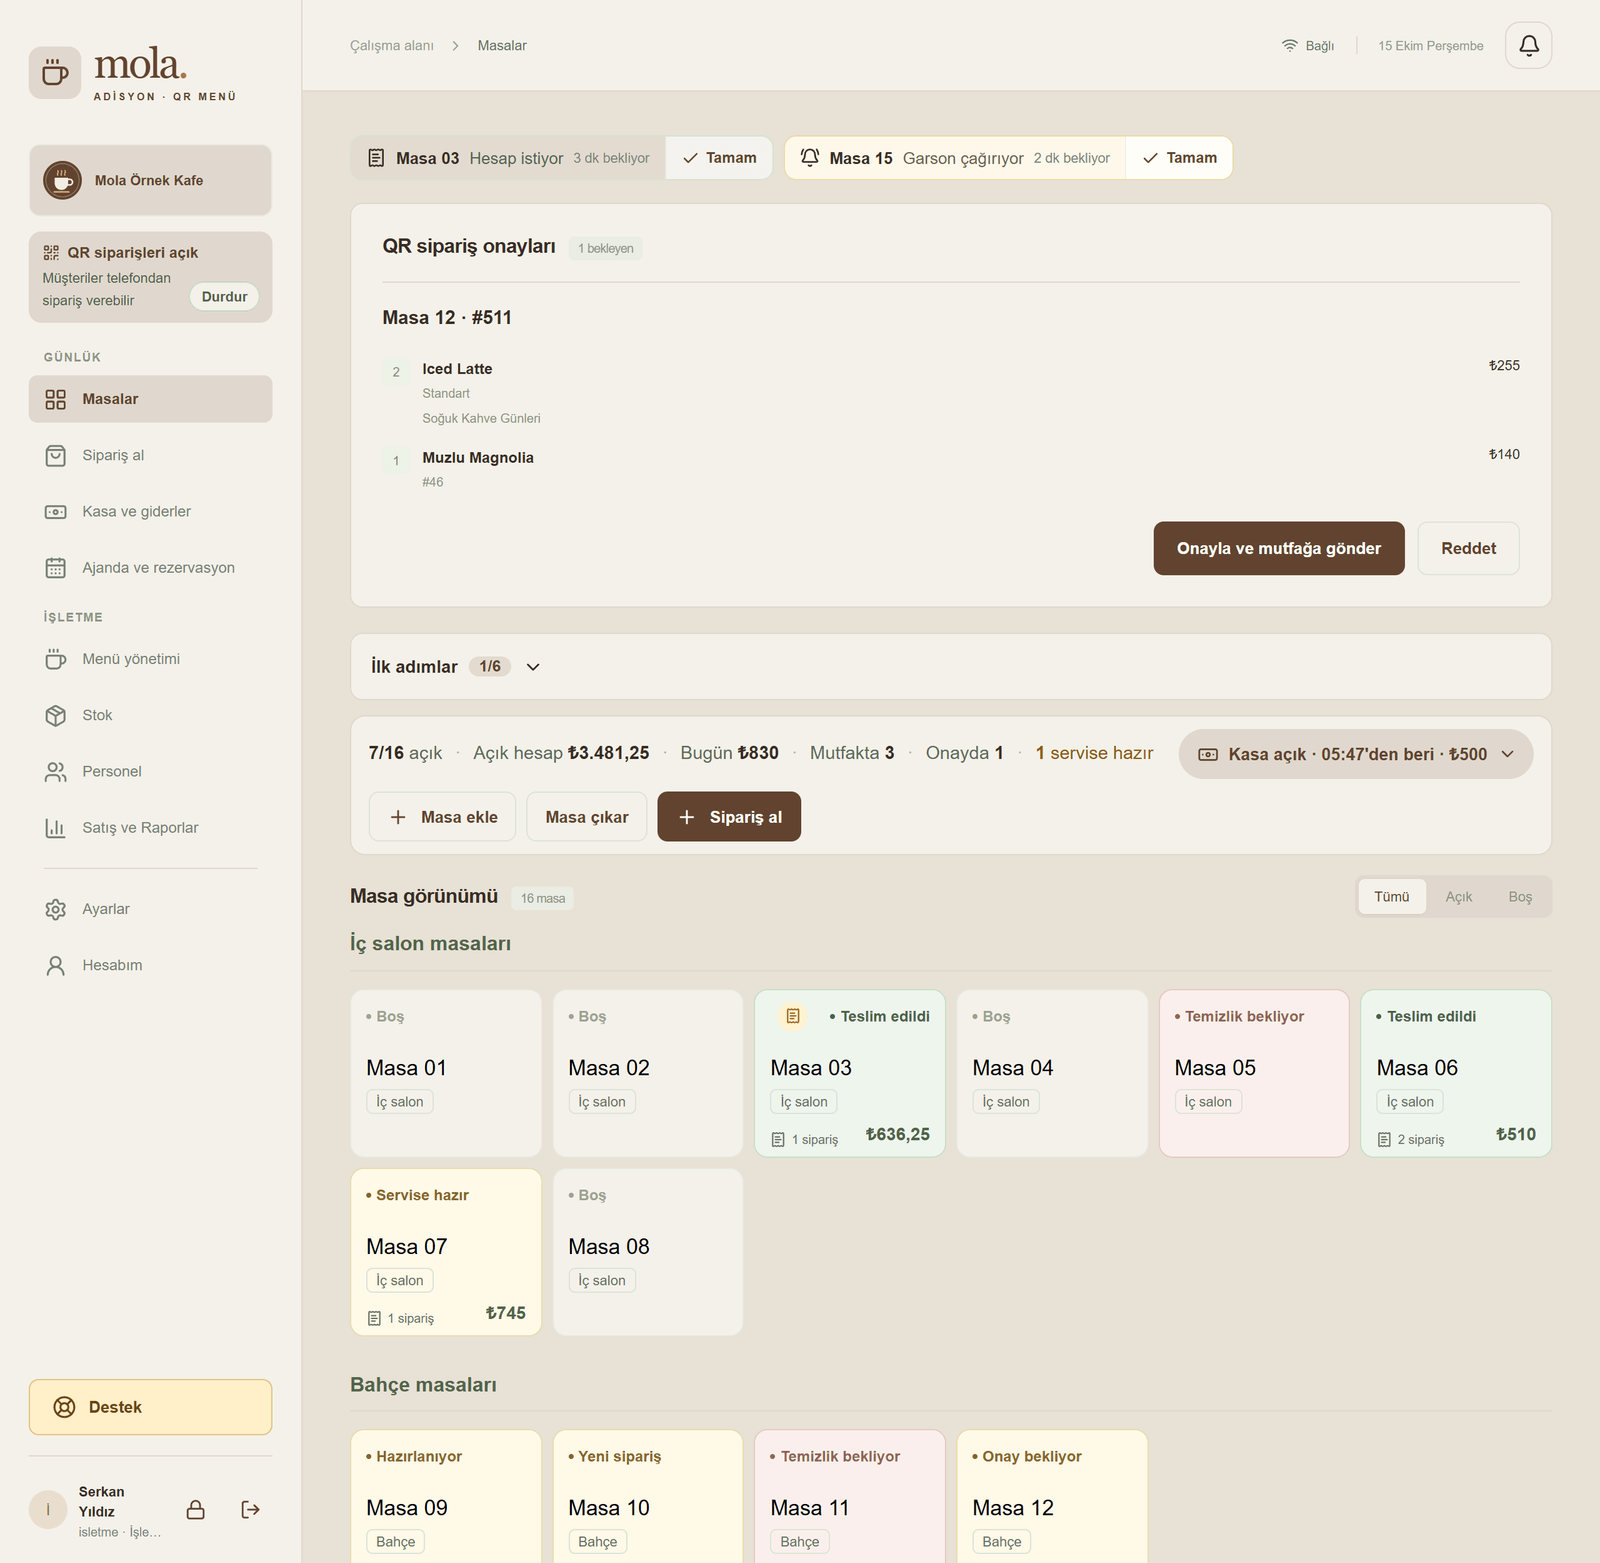 mola.
ADİSYON · QR MENÜ
Mola Örnek Kafe
QR siparişleri açık
Müşteriler telefondan
sipariş verebilir
Durdur
GÜNLÜK
Masalar
Sipariş al
Kasa ve giderler
Ajanda ve rezervasyon
İŞLETME
Menü yönetimi
Stok
Personel
Satış ve Raporlar
Ayarlar
Hesabım
Destek
İ
Serkan
Yıldız
isletme · İşle...
Çalışma alanı > Masalar
Bağlı
15 Ekim Perşembe
Masa 03 Hesap istiyor 3 dk bekliyor Tamam
Masa 15 Garson çağırıyor 2 dk bekliyor Tamam
QR sipariş onayları 1 bekleyen
Masa 12 · #511
2 Iced Latte ₺255
Standart
Soğuk Kahve Günleri
1 Muzlu Magnolia ₺140
#46
Onayla ve mutfağa gönder Reddet
İlk adımlar 1/6
7/16 açık · Açık hesap ₺3.481,25 · Bugün ₺830 · Mutfakta 3 · Onayda 1 · 1 servise hazır
Kasa açık · 05:47'den beri · ₺500
+ Masa ekle Masa çıkar + Sipariş al
Masa görünümü 16 masa
Tümü Açık Boş
İç salon masaları
• Boş
Masa 01
İç salon
• Boş
Masa 02
İç salon
• Teslim edildi
Masa 03
İç salon
1 sipariş ₺636,25
• Boş
Masa 04
İç salon
• Temizlik bekliyor
Masa 05
İç salon
• Teslim edildi
Masa 06
İç salon
2 sipariş ₺510
• Servise hazır
Masa 07
İç salon
1 sipariş ₺745
• Boş
Masa 08
İç salon
Bahçe masaları
• Hazırlanıyor
Masa 09
Bahçe
• Yeni sipariş
Masa 10
Bahçe
• Temizlik bekliyor
Masa 11
Bahçe
• Onay bekliyor
Masa 12
Bahçe